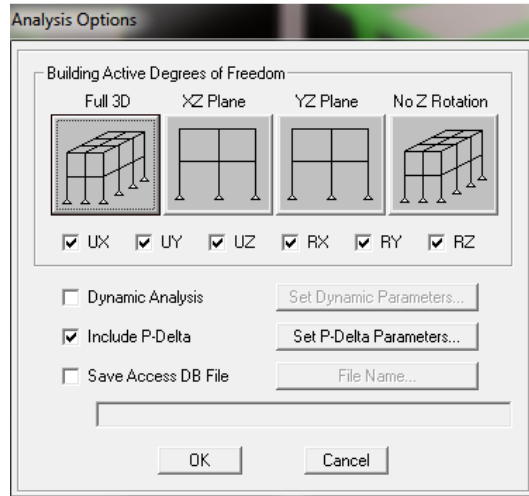 Analysis Options
Building Active Degrees of Freedom
Full 3D XZ Plane YZ Plane No Z Rotation
UX UY UZ RX RY RZ
Dynamic Analysis Set Dynamic Parameters...
Include P-Delta Set P-Delta Parameters...
Save Access DB File File Name...
OK Cancel